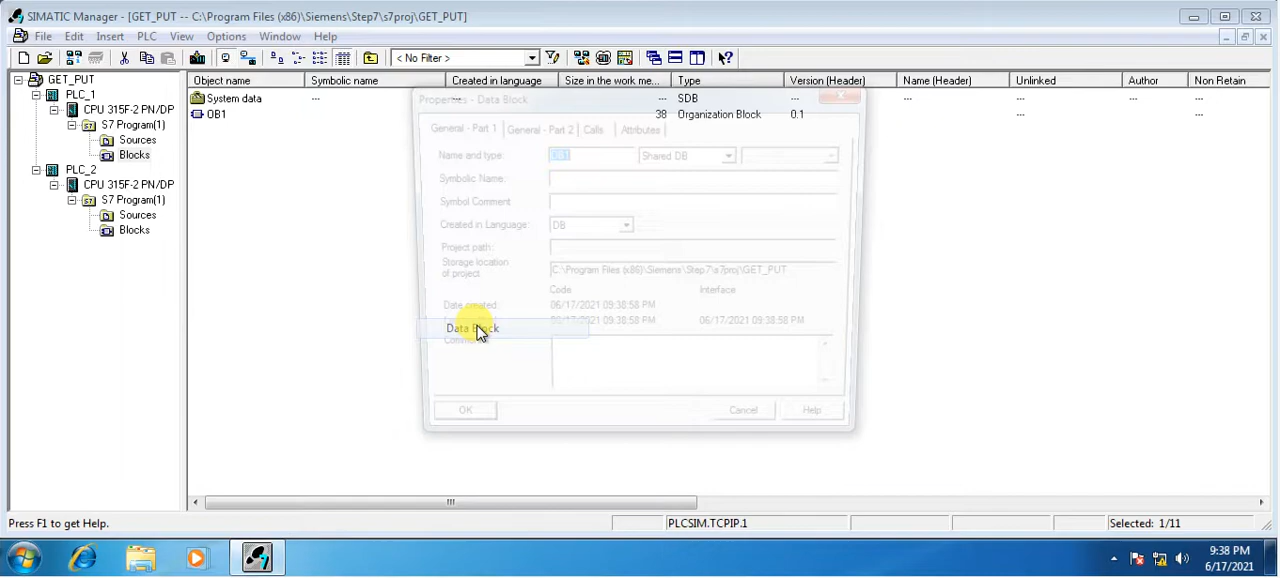 SIMATIC Manager - [GET_PUT -- C:\Program Files (x86)\Siemens\Step7\s7proj\GET_PUT]
File Edit Insert PLC View Options Window Help
< No Filter >
GET_PUT
PLC_1
CPU 315F-2 PN/DP
S7 Program(1)
Sources
Blocks
PLC_2
CPU 315F-2 PN/DP
S7 Program(1)
Sources
Blocks
Object name Symbolic name Created in language Size in the work me... Type Version (Header) Name (Header) Unlinked Author Non Retain
System data --- --- --- SDB --- --- --- --- ---
OB1 38 Organization Block 0.1 --- ---
Properties - Data Block
General - Part 1 General - Part 2 Calls Attributes
Name and type: DB1 Shared DB
Symbolic Name:
Symbol Comment
Created in Language: DB
Project path:
Storage location
of project C:\Program Files (x86)\Siemens\Step7\s7proj\GET_PUT
Code Interface
Date created: 06/17/2021 09:38:58 PM
06/17/2021 09:38:58 PM 06/17/2021 09:38:58 PM
Data Block
OK Cancel Help
Press F1 to get Help. PLCSIM.TCPIP.1 Selected: 1/11
9:38 PM
6/17/2021